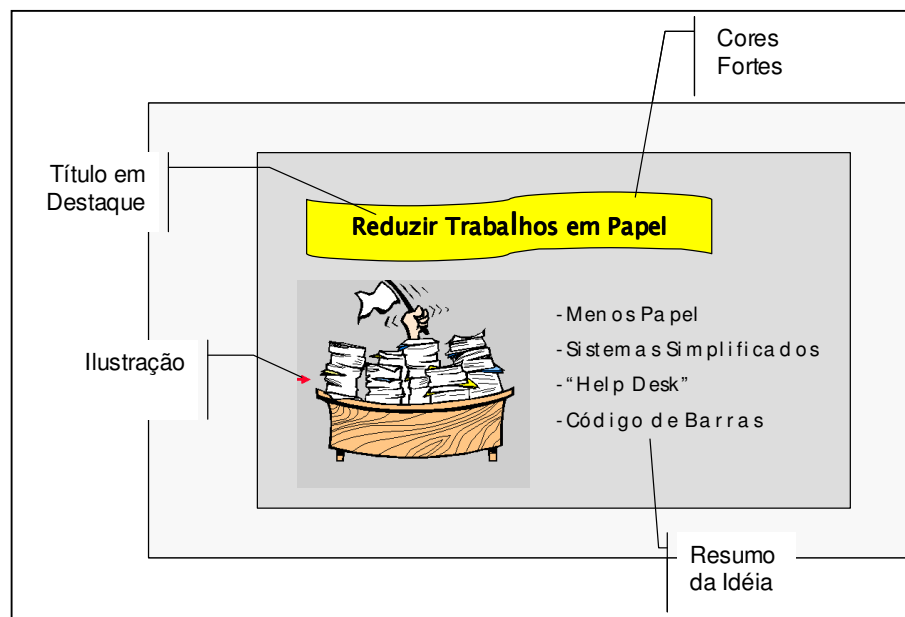 Cores
Fortes
Título em
Destaque
Reduzir Trabalhos em Papel
Ilustração
- Menos Papel
- Sistemas Simplificados
- “Help Desk”
- Código de Barras
Resumo
da Idéia